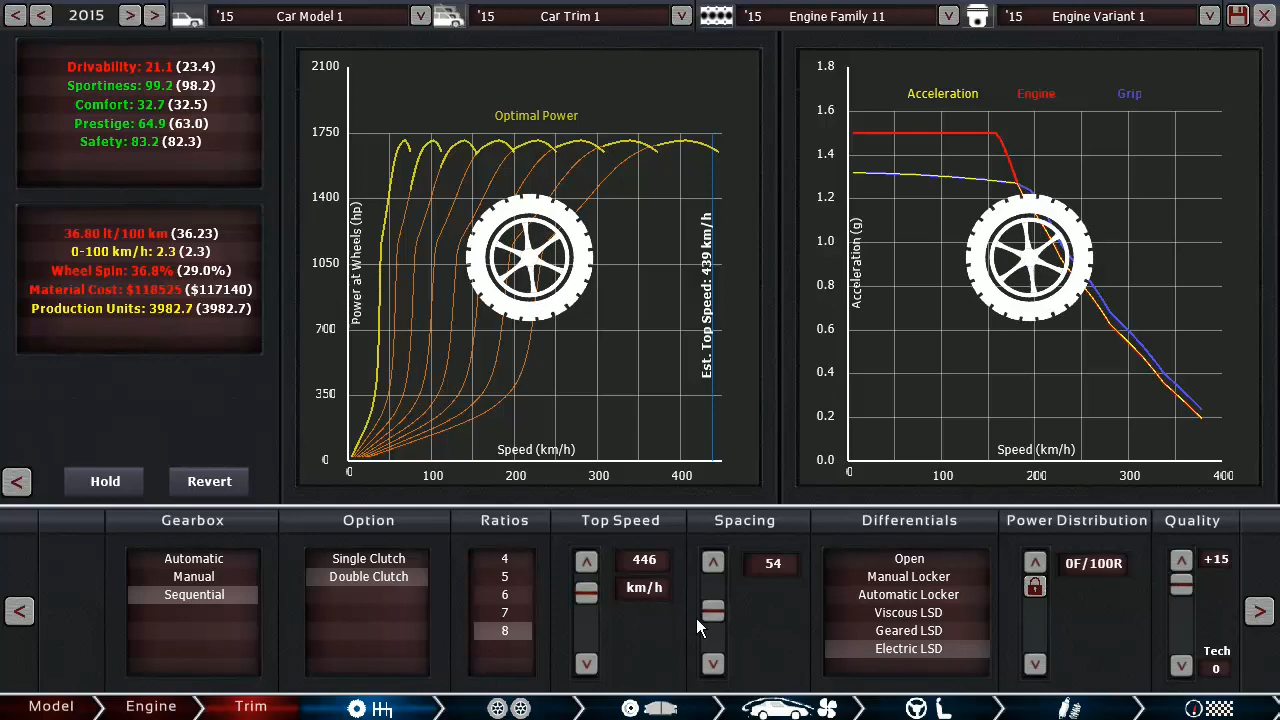 2015
'15 Car Model 1
'15 Car Trim 1
'15 Engine Family 11
'15 Engine Variant 1
Drivability: 21.1 (23.4)
Sportiness: 99.2 (98.2)
Comfort: 32.7 (32.5)
Prestige: 64.9 (63.0)
Safety: 83.2 (82.3)
36.80 lt/100 km (36.23)
0-100 km/h: 2.3 (2.3)
Wheel Spin: 36.8% (29.0%)
Material Cost: $118525 ($117140)
Production Units: 3982.7 (3982.7)
Hold
Revert
2100
1750
1400
1050
700
350
0
Power at Wheels (hp)
Optimal Power
Est. Top Speed: 439 km/h
Speed (km/h)
0 100 200 300 400
1.8
1.6
1.4
1.2
1.0
0.8
0.6
0.4
0.2
0.0
Acceleration (g)
Acceleration Engine Grip
Speed (km/h)
0 100 200 300 400
Gearbox
Automatic
Manual
Sequential
Option
Single Clutch
Double Clutch
Ratios
4
5
6
7
8
Top Speed
446
km/h
Spacing
54
Differentials
Open
Manual Locker
Automatic Locker
Viscous LSD
Geared LSD
Electric LSD
Power Distribution
0F/100R
Quality
+15
Tech
0
Model
Engine
Trim